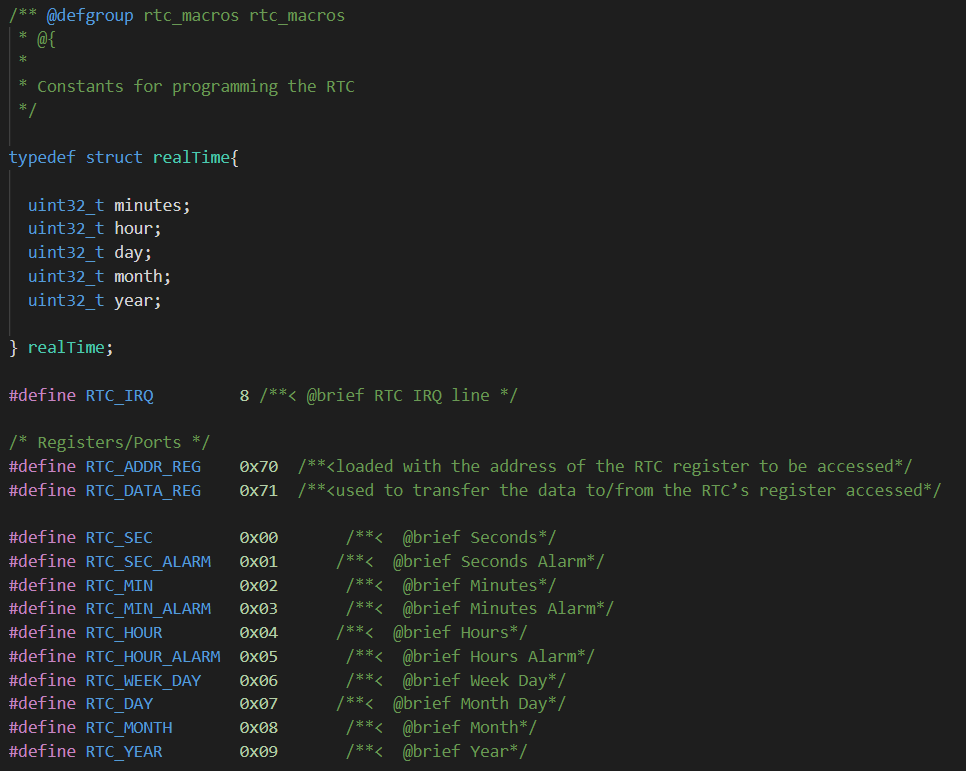 /** @defgroup rtc_macros rtc_macros
* @{
*
* Constants for programming the RTC
*/
typedef struct realTime{
uint32_t minutes;
uint32_t hour;
uint32_t day;
uint32_t month;
uint32_t year;
} realTime;
#define RTC_IRQ 8 /**< @brief RTC IRQ line */
/* Registers/Ports */
#define RTC_ADDR_REG 0x70 /**<loaded with the address of the RTC register to be accessed*/
#define RTC_DATA_REG 0x71 /**<used to transfer the data to/from the RTC’s register accessed*/
#define RTC_SEC 0x00 /**< @brief Seconds*/
#define RTC_SEC_ALARM 0x01 /**< @brief Seconds Alarm*/
#define RTC_MIN 0x02 /**< @brief Minutes*/
#define RTC_MIN_ALARM 0x03 /**< @brief Minutes Alarm*/
#define RTC_HOUR 0x04 /**< @brief Hours*/
#define RTC_HOUR_ALARM 0x05 /**< @brief Hours Alarm*/
#define RTC_WEEK_DAY 0x06 /**< @brief Week Day*/
#define RTC_DAY 0x07 /**< @brief Month Day*/
#define RTC_MONTH 0x08 /**< @brief Month*/
#define RTC_YEAR 0x09 /**< @brief Year*/